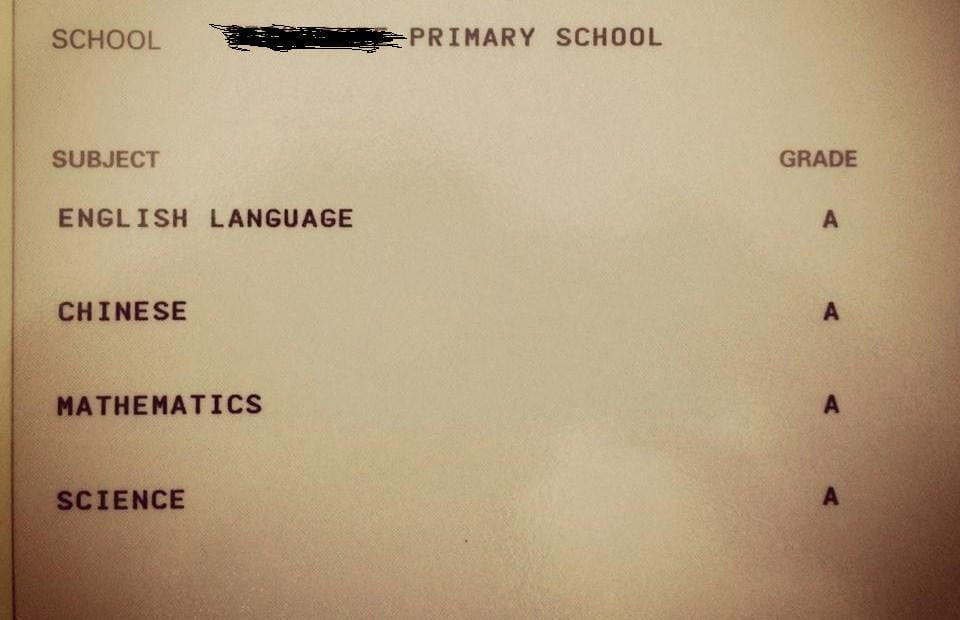 SCHOOL PRIMARY SCHOOL
SUBJECT GRADE
ENGLISH LANGUAGE A
CHINESE A
MATHEMATICS A
SCIENCE A